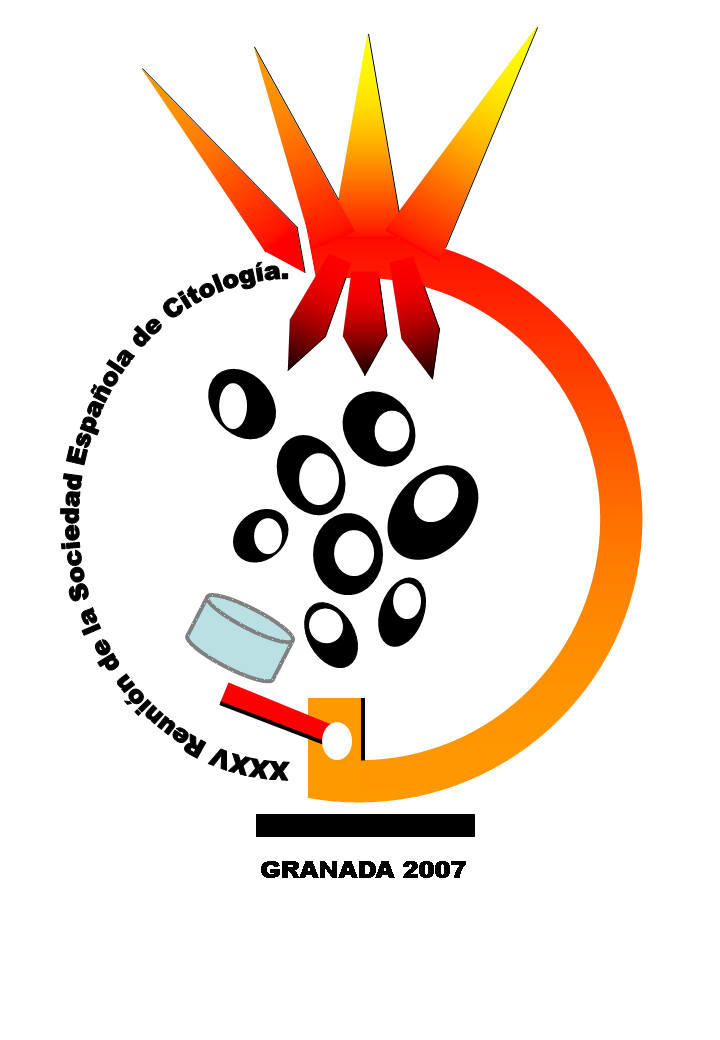 XXXV Reunión de la Sociedad Española de Citología.
GRANADA 2007